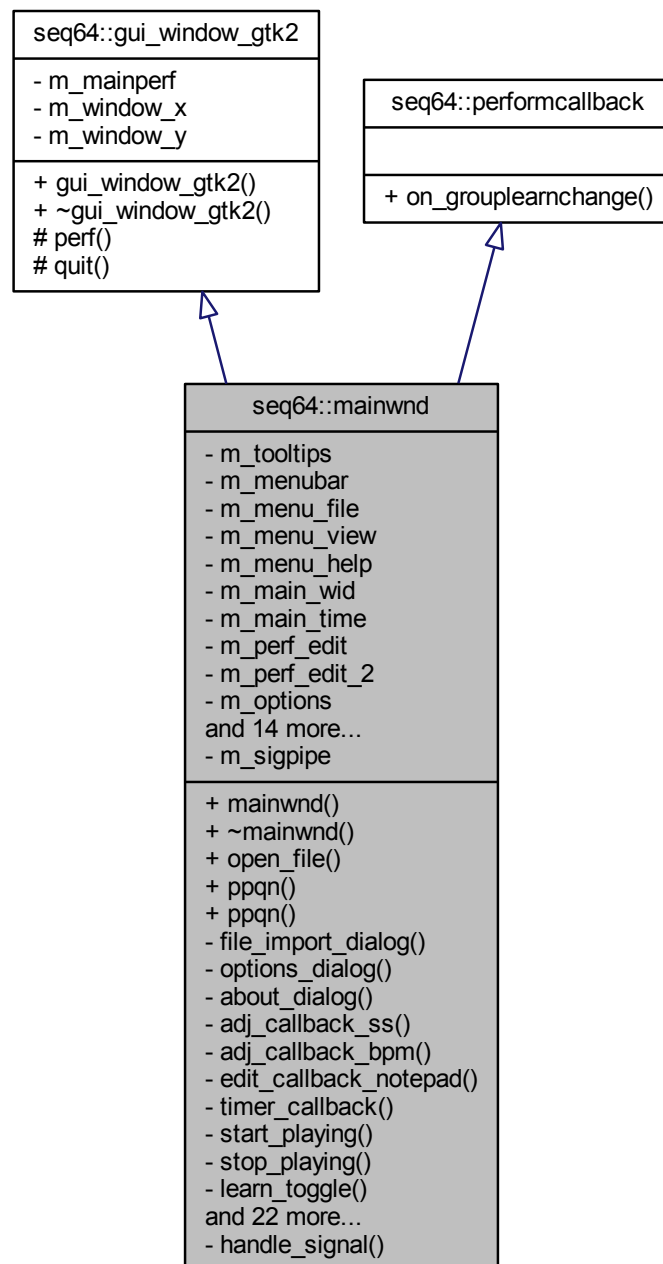 seq64::gui_window_gtk2
- m_mainperf
- m_window_x
- m_window_y
+ gui_window_gtk2()
+ ~gui_window_gtk2()
# perf()
# quit()
seq64::performcallback
+ on_grouplearnchange()
seq64::mainwnd
- m_tooltips
- m_menubar
- m_menu_file
- m_menu_view
- m_menu_help
- m_main_wid
- m_main_time
- m_perf_edit
- m_perf_edit_2
- m_options
and 14 more...
- m_sigpipe
+ mainwnd()
+ ~mainwnd()
+ open_file()
+ ppqn()
+ ppqn()
- file_import_dialog()
- options_dialog()
- about_dialog()
- adj_callback_ss()
- adj_callback_bpm()
- edit_callback_notepad()
- timer_callback()
- start_playing()
- stop_playing()
- learn_toggle()
and 22 more...
- handle_signal()